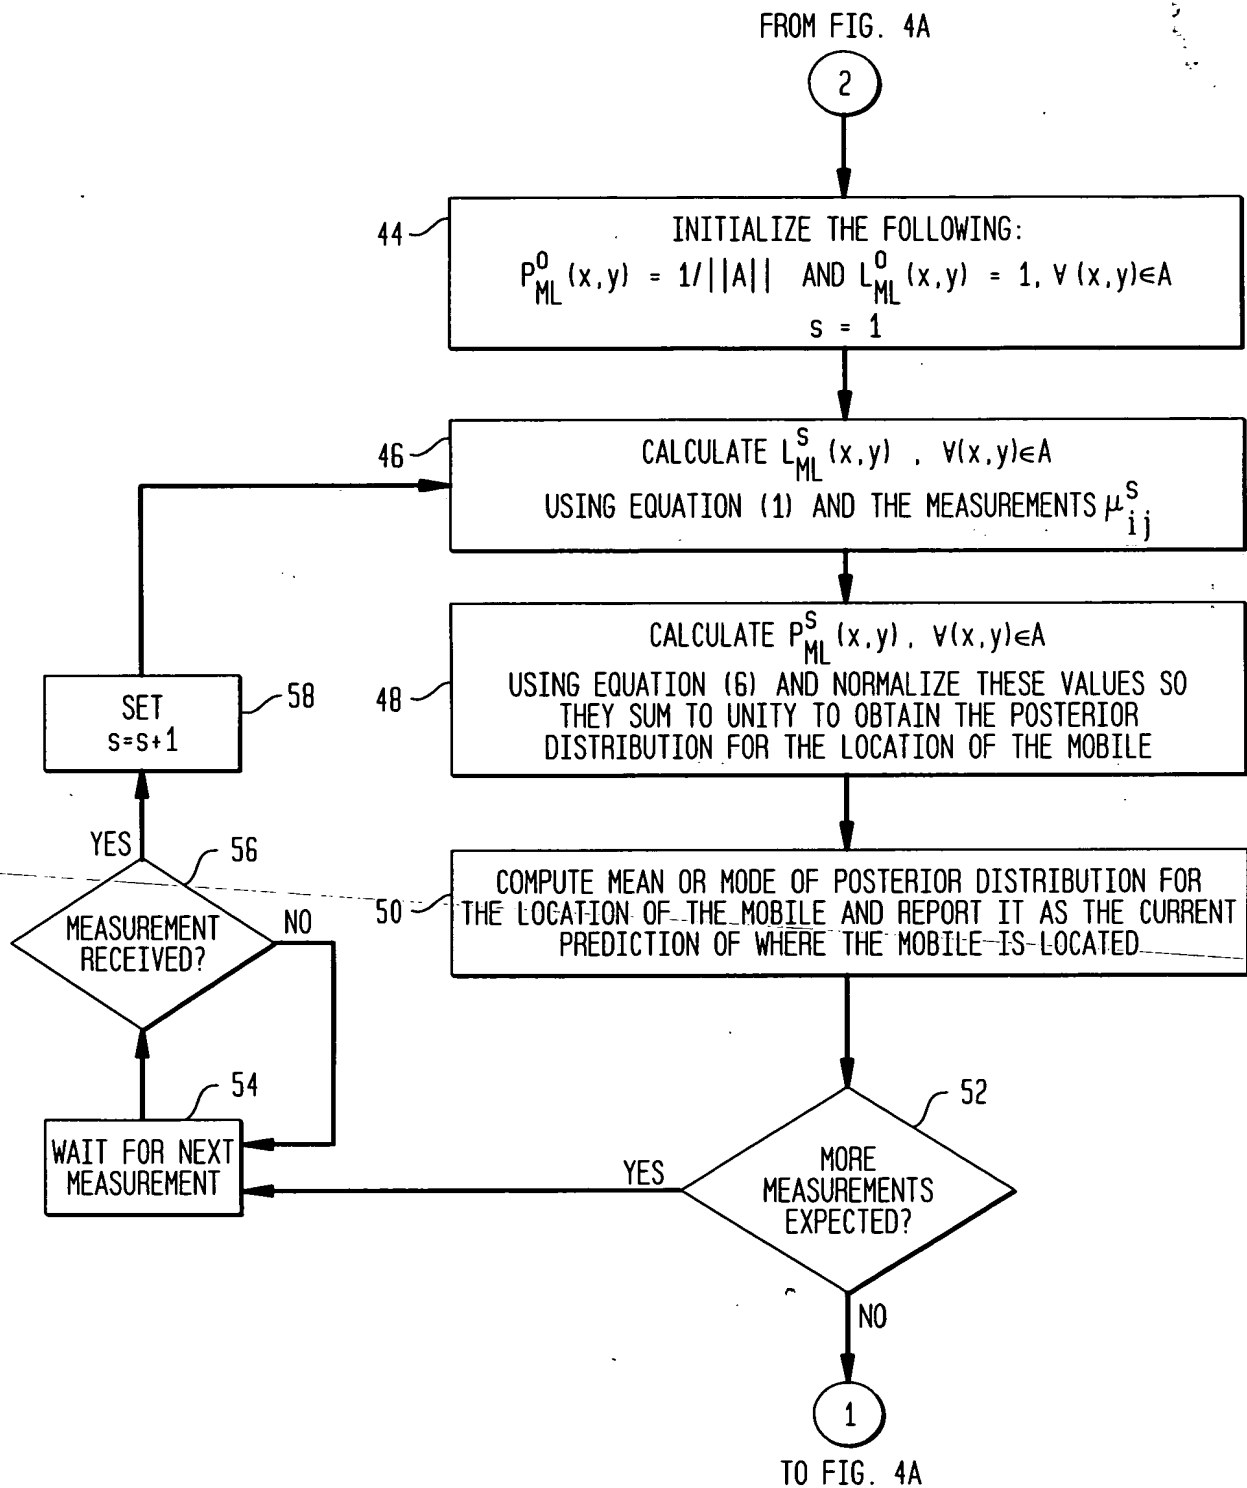 FROM FIG. 4A
2
44
INITIALIZE THE FOLLOWING:
P⁰_ML (x,y) = 1/||A|| AND L⁰_ML (x,y) = 1, ∀ (x,y)∈A
s = 1
46
CALCULATE L^S_ML (x,y) , ∀(x,y)∈A
USING EQUATION (1) AND THE MEASUREMENTS μ^S_ij
48
CALCULATE P^S_ML (x,y), ∀(x,y)∈A
USING EQUATION (6) AND NORMALIZE THESE VALUES SO
THEY SUM TO UNITY TO OBTAIN THE POSTERIOR
DISTRIBUTION FOR THE LOCATION OF THE MOBILE
58
SET
s=s+1
YES
56
MEASUREMENT
RECEIVED?
NO
50
COMPUTE MEAN OR MODE OF POSTERIOR DISTRIBUTION FOR
THE LOCATION OF THE MOBILE AND REPORT IT AS THE CURRENT
PREDICTION OF WHERE THE MOBILE IS LOCATED
54
WAIT FOR NEXT
MEASUREMENT
52
MORE
MEASUREMENTS
EXPECTED?
YES
NO
1
TO FIG. 4A